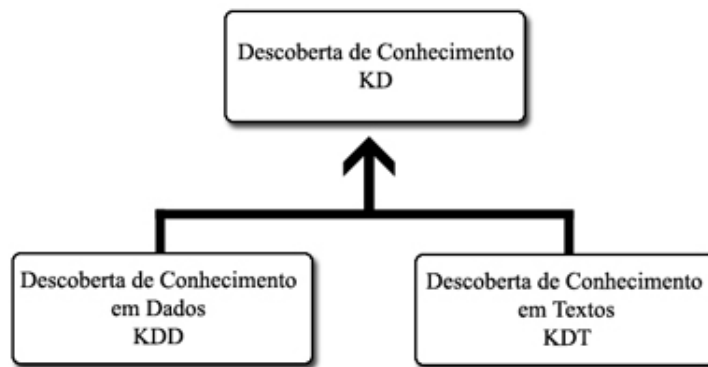 Descoberta de Conhecimento
KD
Descoberta de Conhecimento
em Dados
KDD
Descoberta de Conhecimento
em Textos
KDT